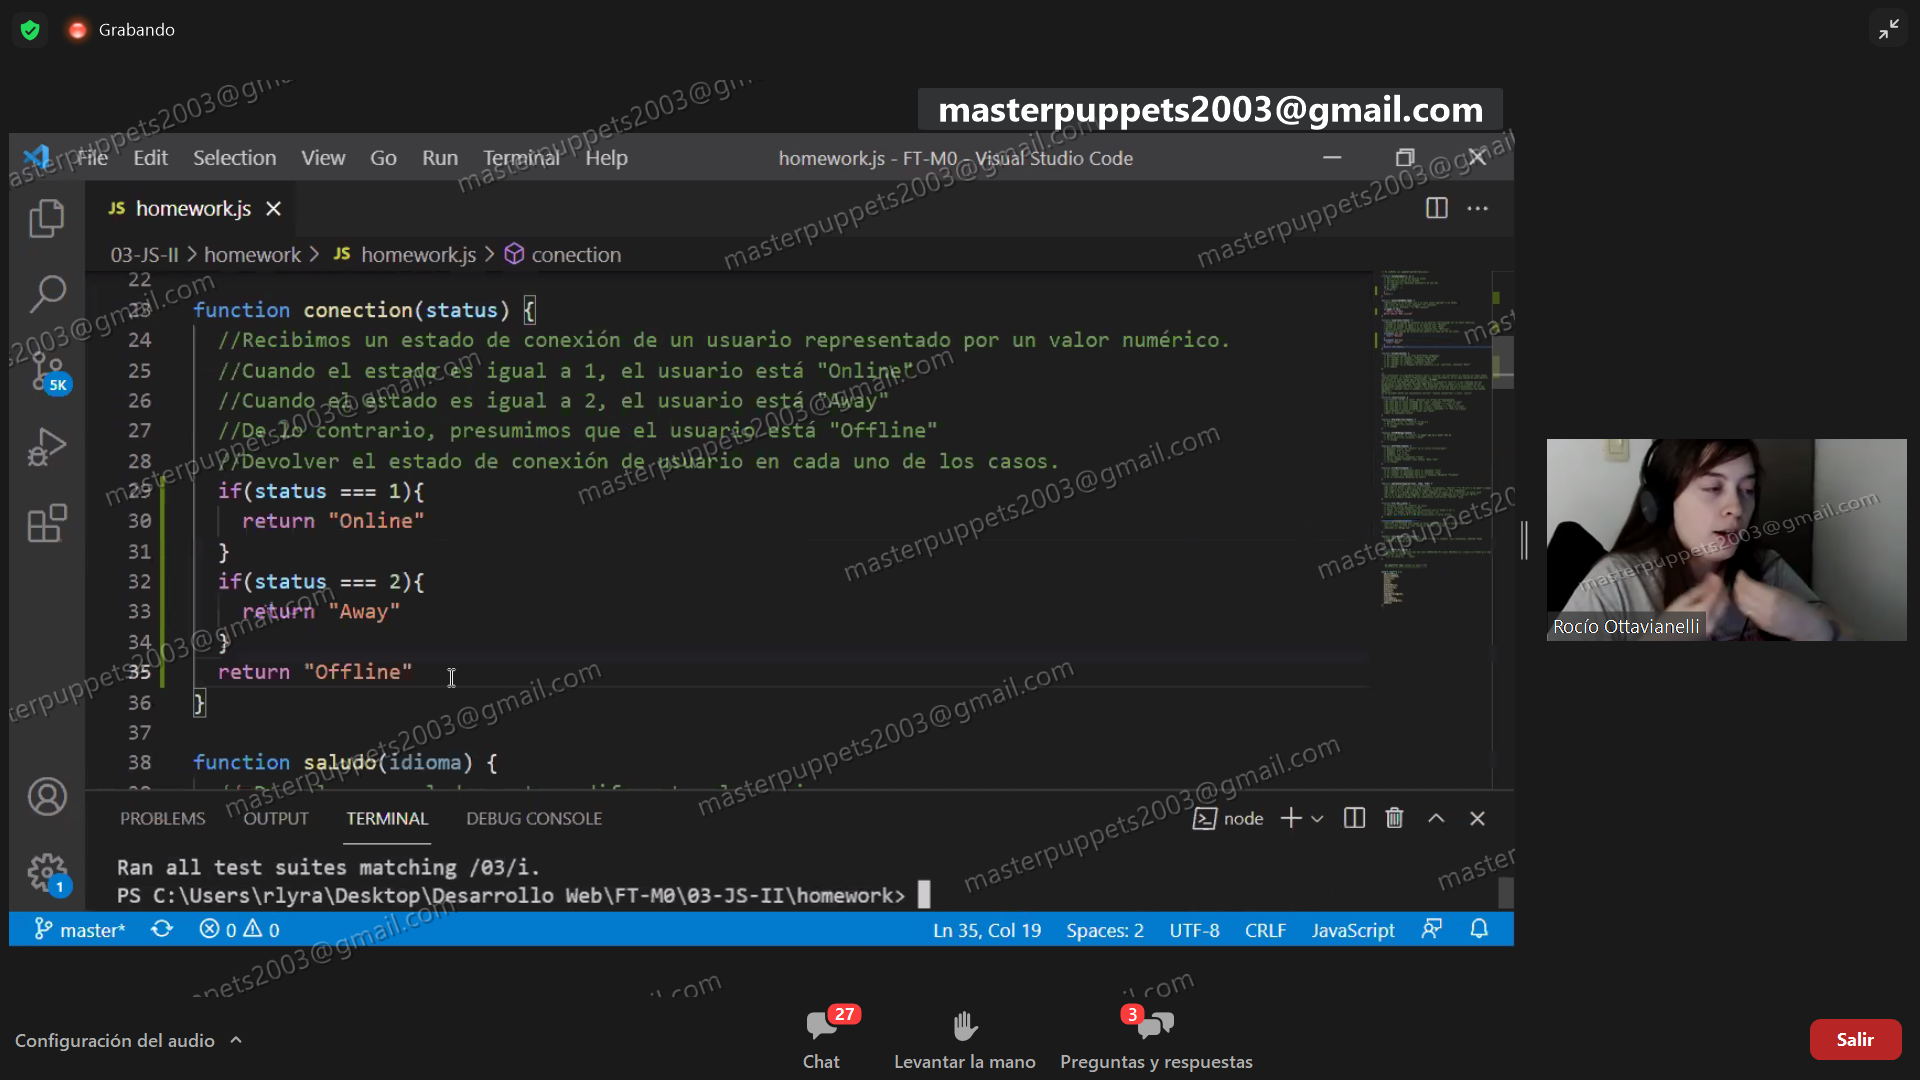 Grabando
masterpuppets2003@gmail.com
File Edit Selection View Go Run Terminal Help
homework.js - FT-M0 - Visual Studio Code
JS homework.js
03-JS-II > homework > JS homework.js > conection
22
23 function conection(status) {
24 //Recibimos un estado de conexión de un usuario representado por un valor numérico.
25 //Cuando el estado es igual a 1, el usuario está "Online"
26 //Cuando el estado es igual a 2, el usuario está "Away"
27 //De lo contrario, presumimos que el usuario está "Offline"
28 //Devolver el estado de conexión de usuario en cada uno de los casos.
29 if(status === 1){
30 return "Online"
31 }
32 if(status === 2){
33 return "Away"
34 }
35 return "Offline"
36 }
37
38 function saludo(idioma) {
5K
1
PROBLEMS OUTPUT TERMINAL DEBUG CONSOLE
node
Ran all test suites matching /03/i.
PS C:\Users\rlyra\Desktop\Desarrollo Web\FT-M0\03-JS-II\homework>
master* 0 0
Ln 35, Col 19 Spaces: 2 UTF-8 CRLF JavaScript
Rocío Ottavianelli
masterpuppets2003@gmail.com
Configuración del audio
27
Chat
Levantar la mano
3
Preguntas y respuestas
Salir